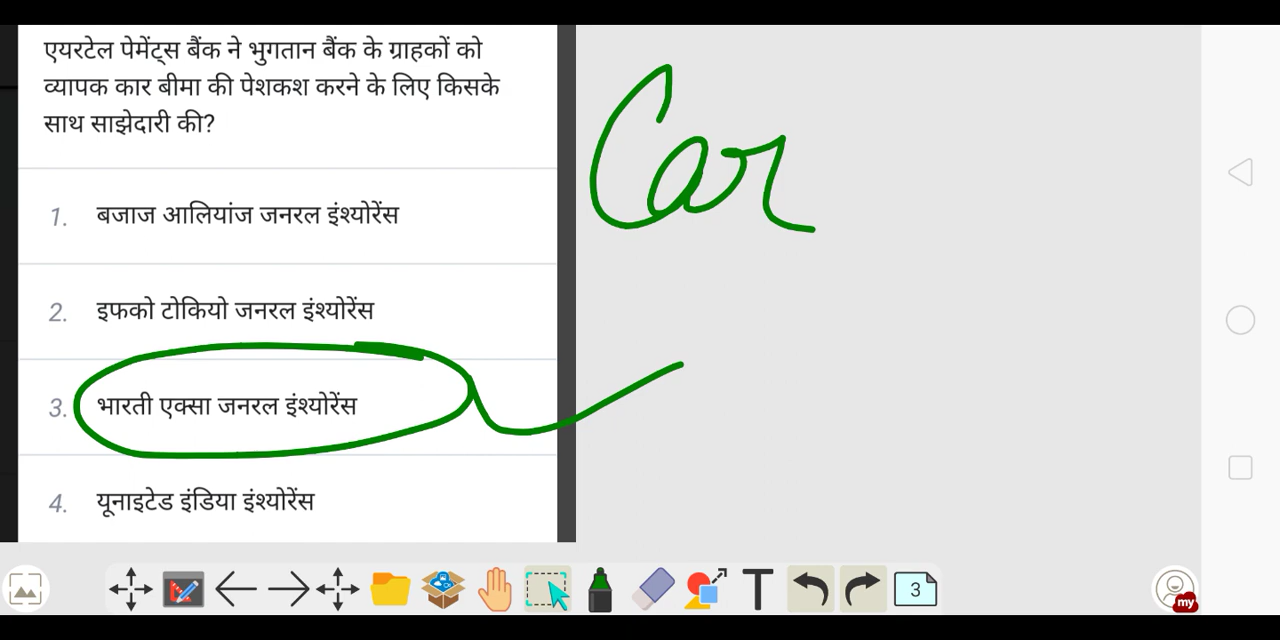 एयरटेल पेमेंट्स बैंक ने भुगतान बैंक के ग्राहकों को
व्यापक कार बीमा की पेशकश करने के लिए किसके
साथ साझेदारी की?
Car
1. बजाज आलियांज जनरल इंश्योरेंस
2. इफको टोकियो जनरल इंश्योरेंस
3. भारती एक्सा जनरल इंश्योरेंस
4. यूनाइटेड इंडिया इंश्योरेंस
T
3
my